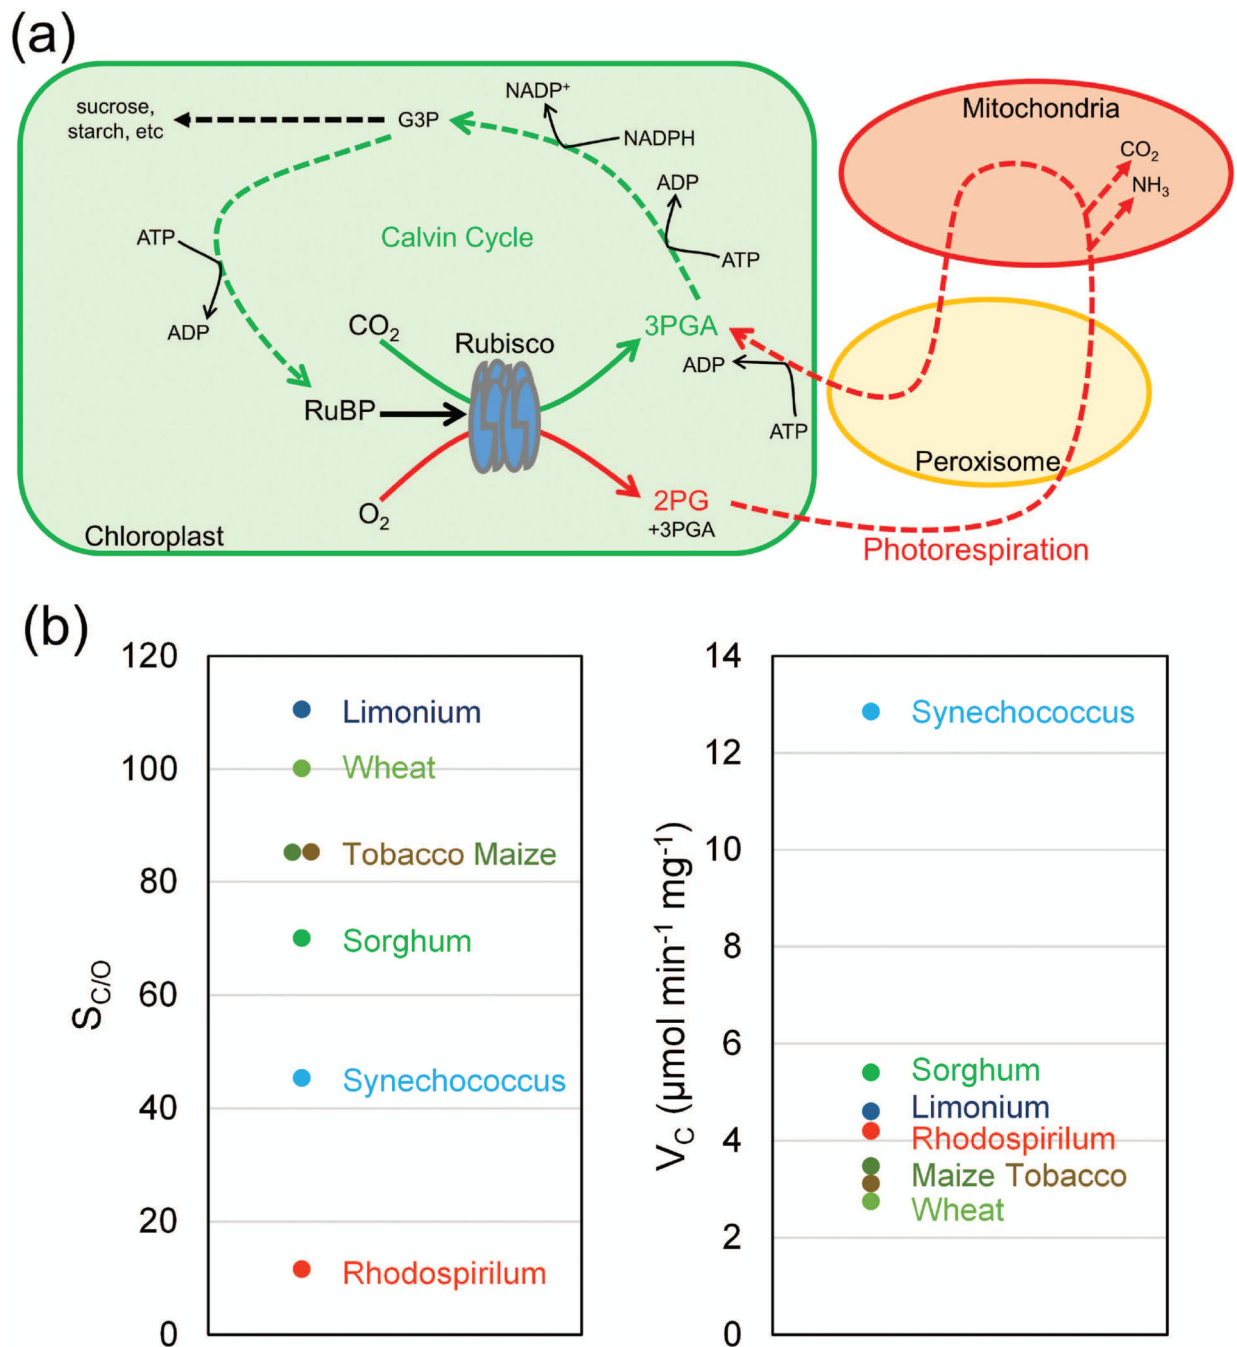 (a)
sucrose,
starch, etc
G3P
NADP+
NADPH
ADP
ATP
Calvin Cycle
ATP
ADP
CO2
Rubisco
3PGA
ADP
ATP
RuBP
O2
2PG
+3PGA
Chloroplast
Mitochondria
CO2
NH3
Peroxisome
Photorespiration
(b)
SC/O
120
100
80
60
40
20
0
Limonium
Wheat
Tobacco Maize
Sorghum
Synechococcus
Rhodospirilum
VC (µmol min-1 mg-1)
14
12
10
8
6
4
2
0
Synechococcus
Sorghum
Limonium
Rhodospirilum
Maize Tobacco
Wheat